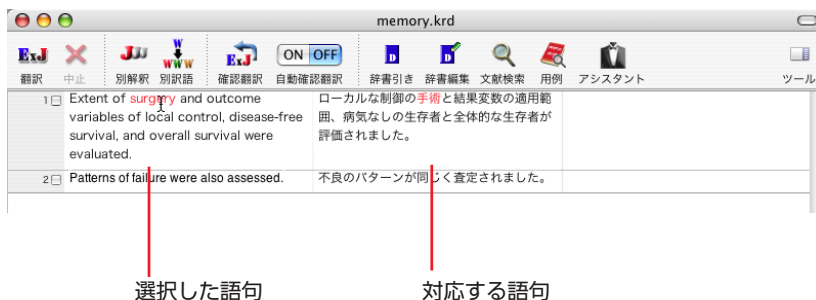 memory.krd
ExJ W www ExJ ON OFF D D
翻訳 中止 別解釈 別訳語 確認翻訳 自動確認翻訳 辞書引き 辞書編集 文献検索 用例 アシスタント ツール
1 Extent of surgery and outcome
variables of local control, disease-free
survival, and overall survival were
evaluated.
ローカルな制御の手術と結果変数の適用範
囲、病気なしの生存者と全体的な生存者が
評価されました。
2 Patterns of failure were also assessed.
不良のパターンが同じく査定されました。
選択した語句
対応する語句